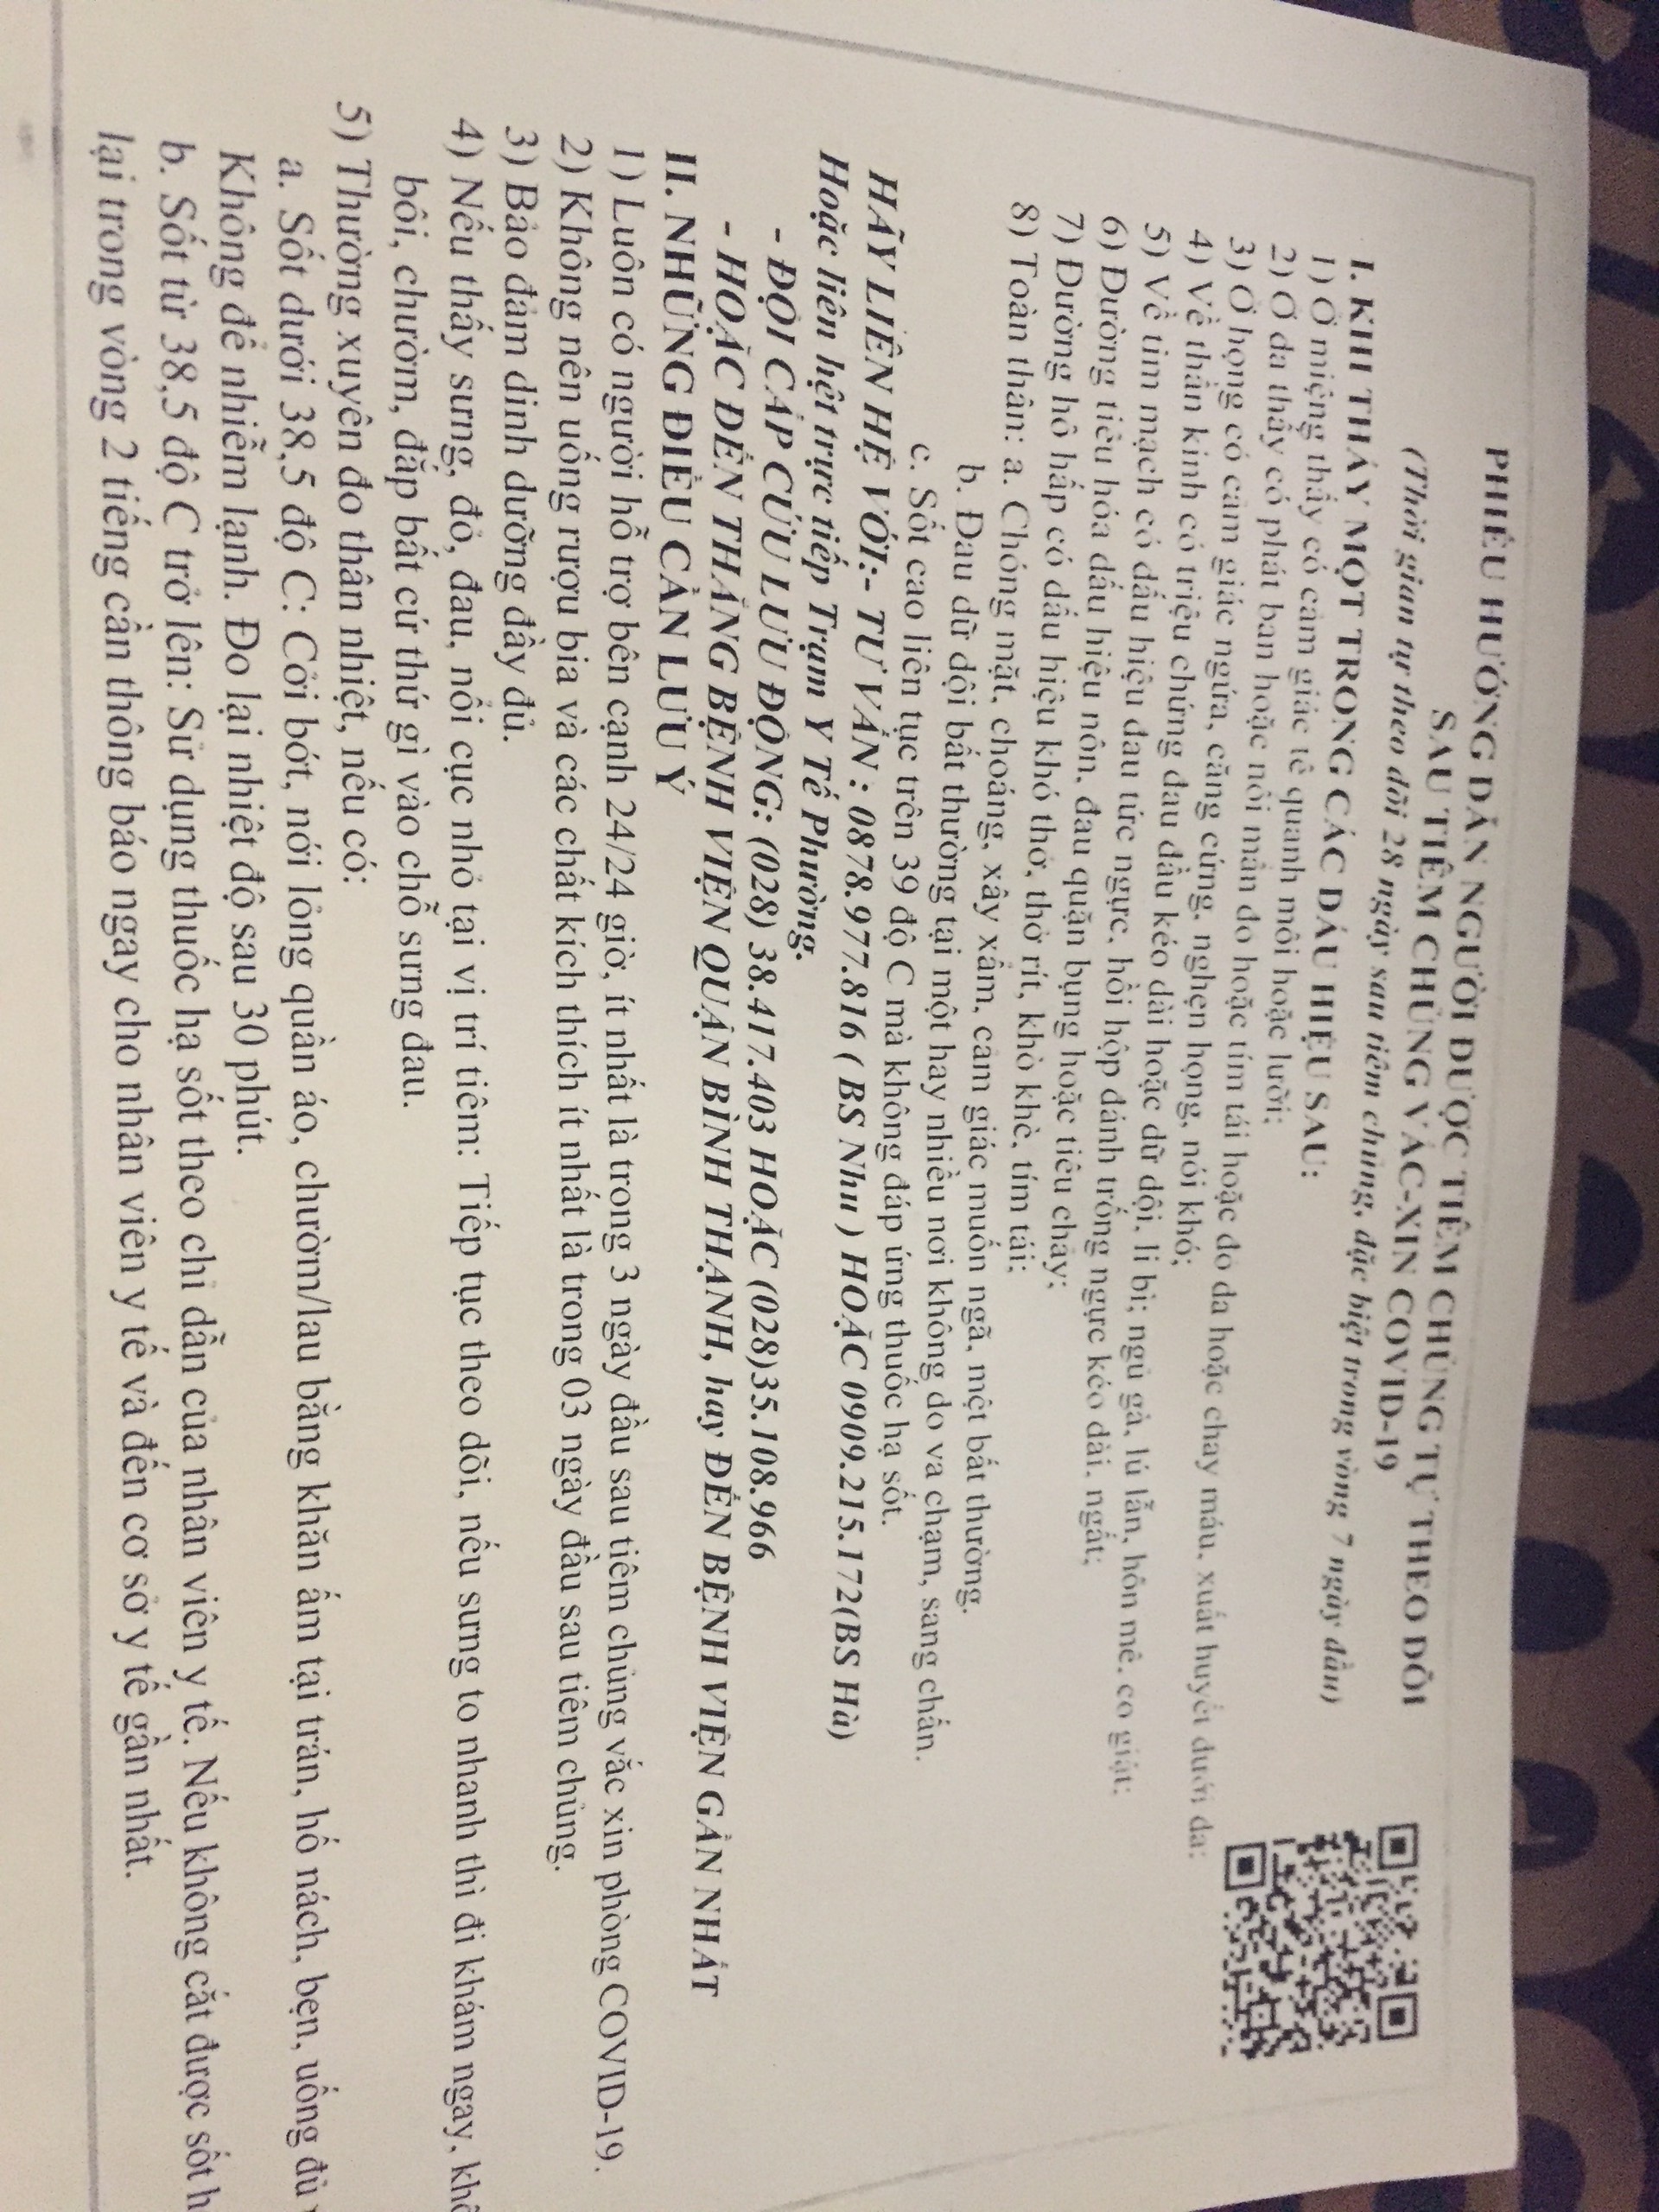 PHIẾU HƯỚNG DẪN NGƯỜI ĐƯỢC TIÊM CHỦNG TỰ THEO DÕI
SAU TIÊM CHỦNG VẮC-XIN COVID-19
(Thời gian tự theo dõi 28 ngày sau tiêm chủng, đặc biệt trong vòng 7 ngày đầu)
I. KHI THẤY MỘT TRONG CÁC DẤU HIỆU SAU:
1) Ở miệng thấy có cảm giác tê quanh môi hoặc lưỡi;
2) Ở da thấy có phát ban hoặc nổi mẩn đỏ hoặc tím tái hoặc đỏ da hoặc chảy máu, xuất huyết dưới da;
3) Ở họng có cảm giác ngứa, căng cứng, nghẹn họng, nói khó;
4) Về thần kinh có triệu chứng đau đầu kéo dài hoặc dữ dội, li bì; ngủ gà, lú lẫn, hôn mê, co giật;
5) Về tim mạch có dấu hiệu đau tức ngực, hồi hộp đánh trống ngực kéo dài, ngất;
6) Đường tiêu hóa dấu hiệu nôn, đau quặn bụng hoặc tiêu chảy;
7) Đường hô hấp có dấu hiệu khó thở, thở rít, khò khè, tím tái;
8) Toàn thân: a. Chóng mặt, choáng, xây xẩm, cảm giác muốn ngã, mệt bất thường.
b. Đau dữ dội bất thường tại một hay nhiều nơi không do va chạm, sang chấn.
c. Sốt cao liên tục trên 39 độ C mà không đáp ứng thuốc hạ sốt.
HÃY LIÊN HỆ VỚI:- TƯ VẤN : 0878.977.816 ( BS Như ) HOẶC 0909.215.172(BS Hà)
Hoặc liên hệt trực tiếp Trạm Y Tế Phường.
- ĐỘI CẤP CỨU LƯU ĐỘNG: (028) 38.417.403 HOẶC (028)35.108.966
- HOẶC ĐẾN THẲNG BỆNH VIỆN QUẬN BÌNH THẠNH, hay ĐẾN BỆNH VIỆN GẦN NHẤT
II. NHỮNG ĐIỀU CẦN LƯU Ý
1) Luôn có người hỗ trợ bên cạnh 24/24 giờ, ít nhất là trong 3 ngày đầu sau tiêm chủng vắc xin phòng COVID-19.
2) Không nên uống rượu bia và các chất kích thích ít nhất là trong 03 ngày đầu sau tiêm chủng.
3) Bảo đảm dinh dưỡng đầy đủ.
4) Nếu thấy sưng, đỏ, đau, nổi cục nhỏ tại vị trí tiêm: Tiếp tục theo dõi, nếu sưng to nhanh thì đi khám ngay, khô
bôi, chườm, đắp bất cứ thứ gì vào chỗ sưng đau.
5) Thường xuyên đo thân nhiệt, nếu có:
a. Sốt dưới 38,5 độ C: Cởi bớt, nới lỏng quần áo, chườm/lau bằng khăn ấm tại trán, hố nách, bẹn, uống đủ
Không để nhiễm lạnh. Đo lại nhiệt độ sau 30 phút.
b. Sốt từ 38,5 độ C trở lên: Sử dụng thuốc hạ sốt theo chỉ dẫn của nhân viên y tế. Nếu không cắt được sốt h
lại trong vòng 2 tiếng cần thông báo ngay cho nhân viên y tế và đến cơ sở y tế gần nhất.